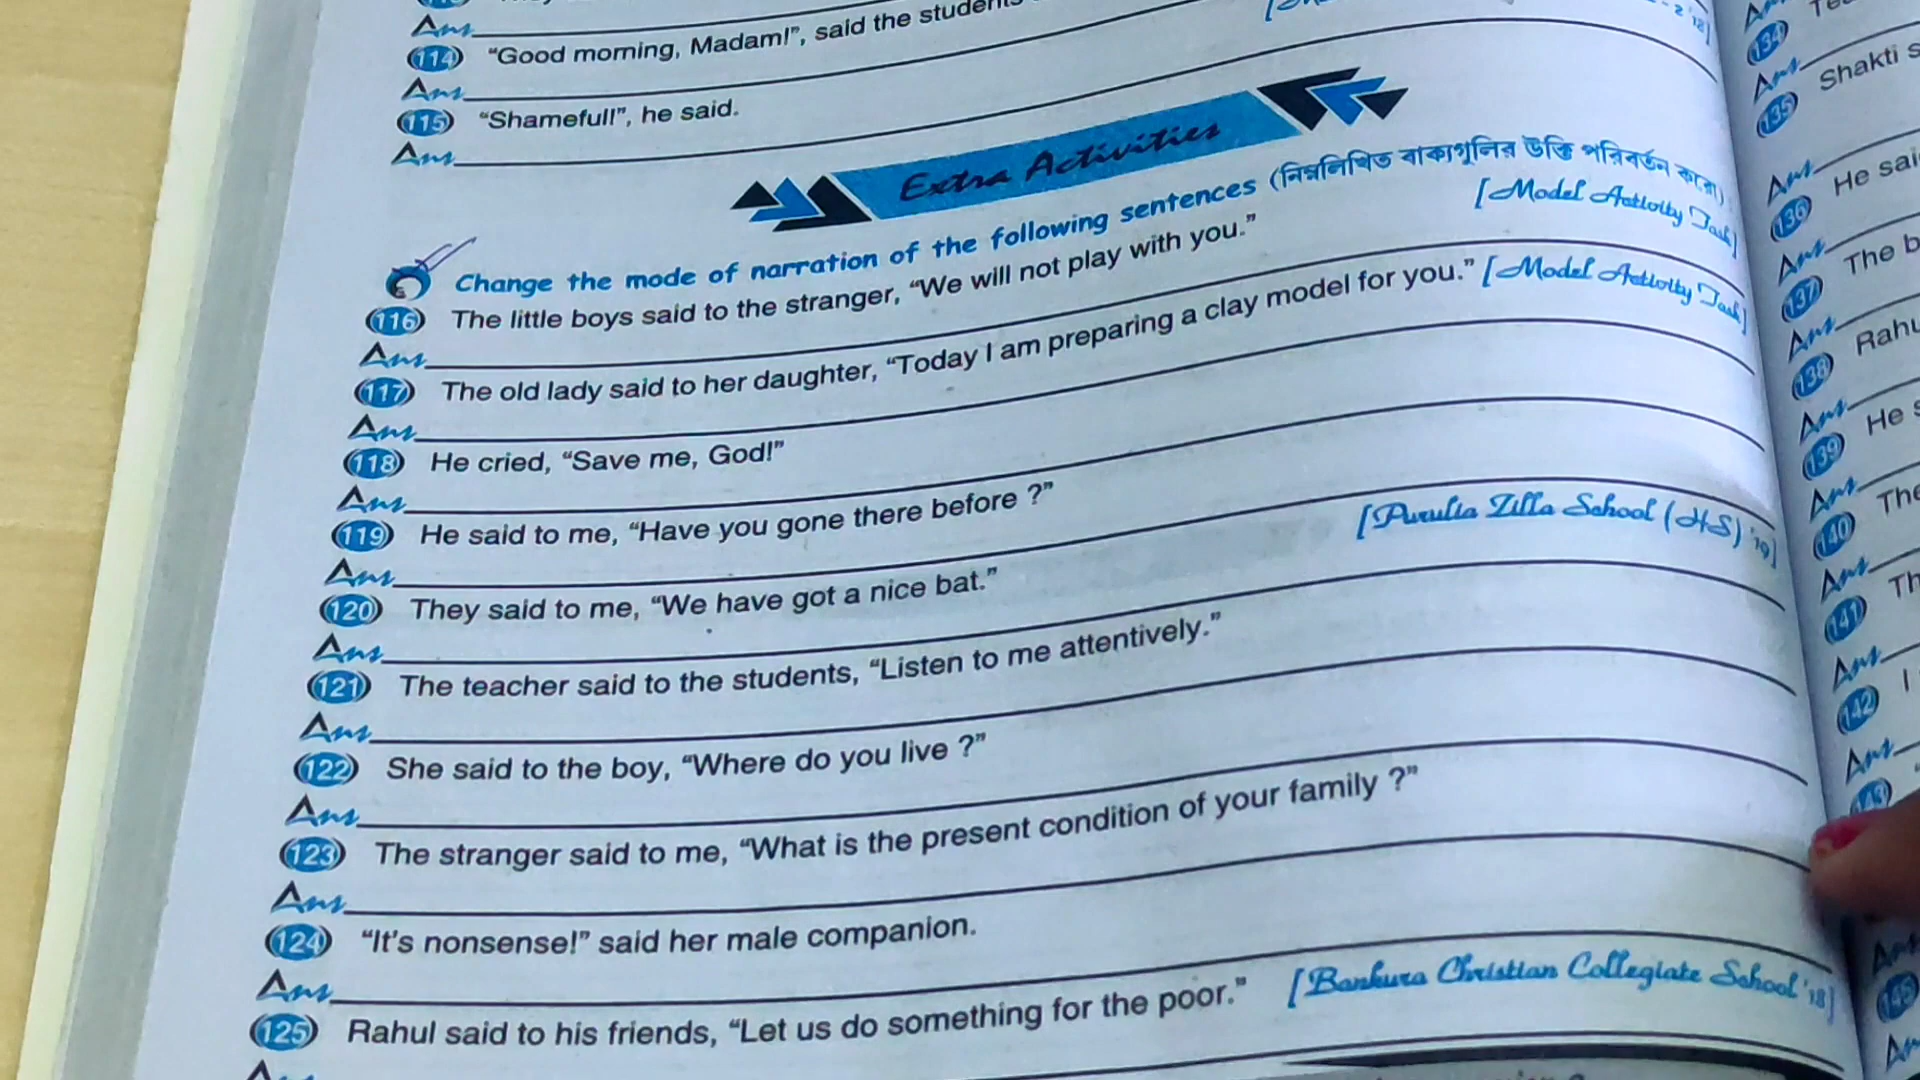 Ans
114 “Good morning, Madam!”, said the students
Ans
115 “Shameful!”, he said.
Ans
Extra Activities
Change the mode of narration of the following sentences (নিম্নলিখিত বাক্যগুলির উক্তি পরিবর্তন করো)
116 The little boys said to the stranger, “We will not play with you.” [Model Activity Task]
Ans
117 The old lady said to her daughter, “Today I am preparing a clay model for you.” [Model Activity Task]
Ans
118 He cried, “Save me, God!”
Ans
119 He said to me, “Have you gone there before ?”
Ans
120 They said to me, “We have got a nice bat.” [Purulia Zilla School (HS) '19]
Ans
121 The teacher said to the students, “Listen to me attentively.”
Ans
122 She said to the boy, “Where do you live ?”
Ans
123 The stranger said to me, “What is the present condition of your family ?”
Ans
124 “It's nonsense!” said her male companion.
Ans
125 Rahul said to his friends, “Let us do something for the poor.” [Bankura Christian Collegiate School '18]
134
Ans
135 Shakti
Ans
136 He sai
Ans
137 The b
Ans
138 Rahu
Ans
139 He s
Ans
140 The
Ans
141 Th
Ans
142 I
Ans
145